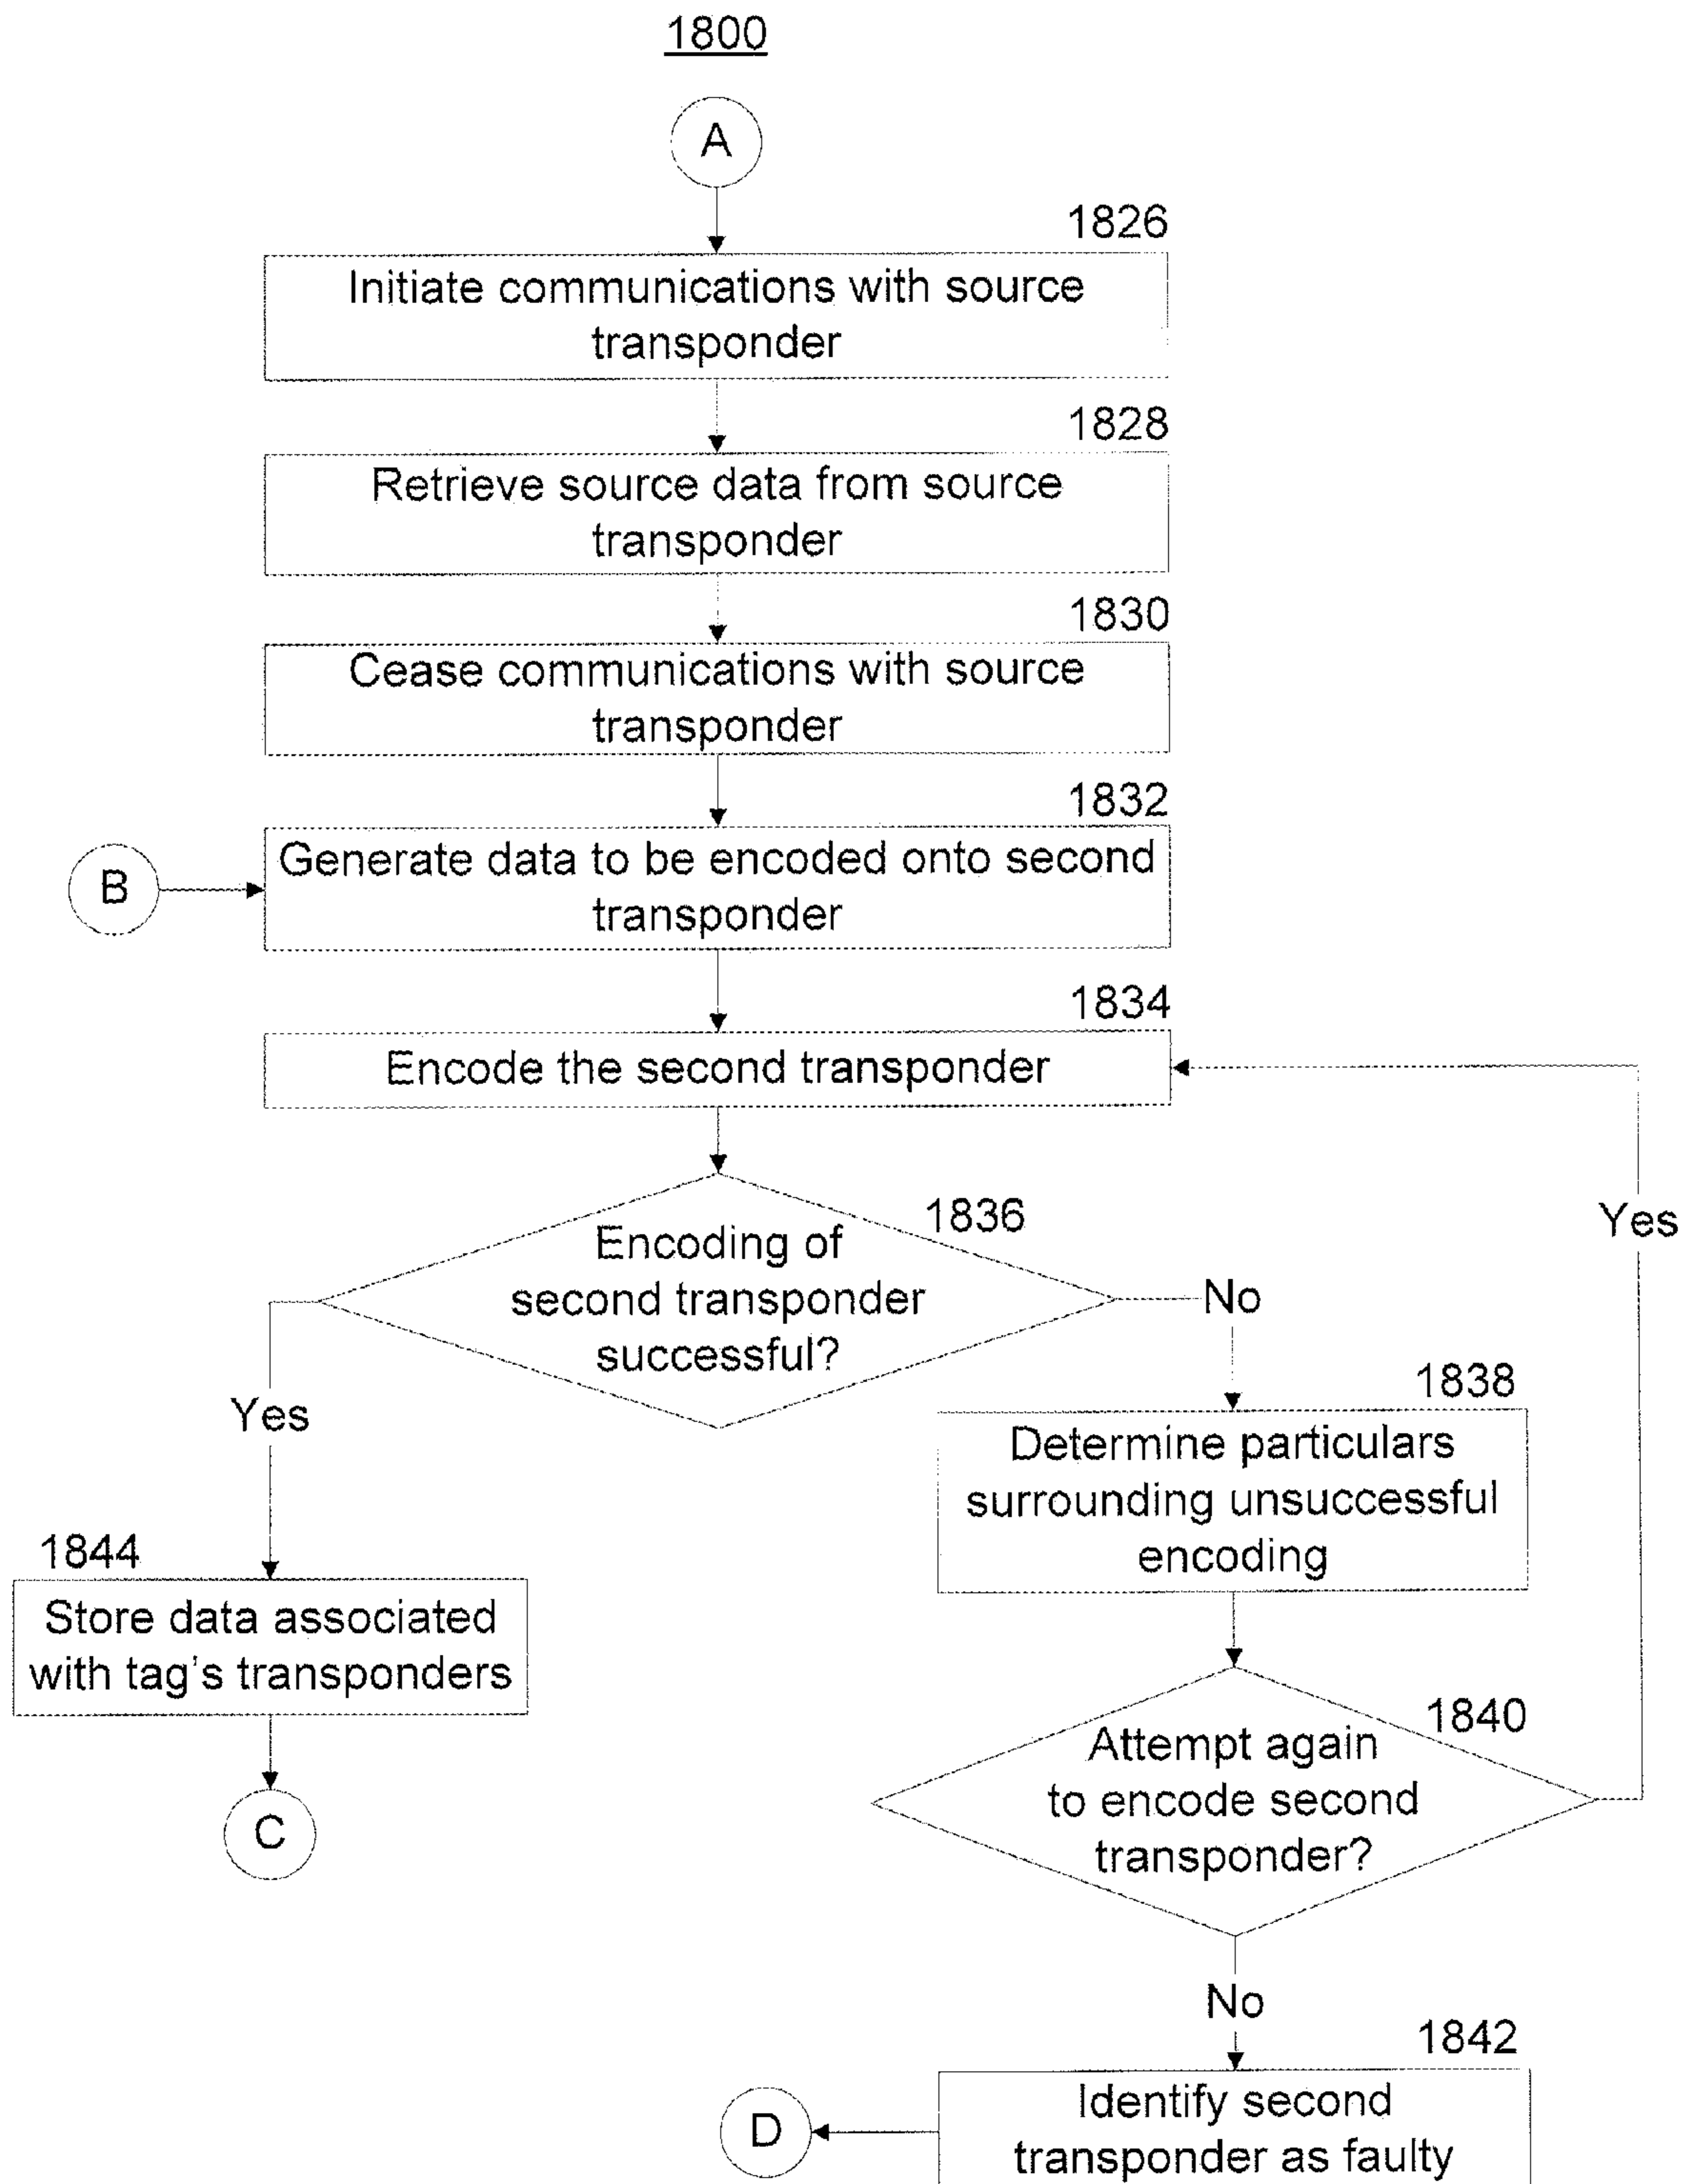 1800
A
1826
Initiate communications with source
transponder
1828
Retrieve source data from source
transponder
1830
Cease communications with source
transponder
1832
Generate data to be encoded onto second
transponder
B
1834
Encode the second transponder
1836
Encoding of
second transponder
successful?
Yes
No
Yes
1838
Determine particulars
surrounding unsuccessful
encoding
1844
Store data associated
with tag's transponders
C
1840
Attempt again
to encode second
transponder?
No
1842
Identify second
transponder as faulty
D